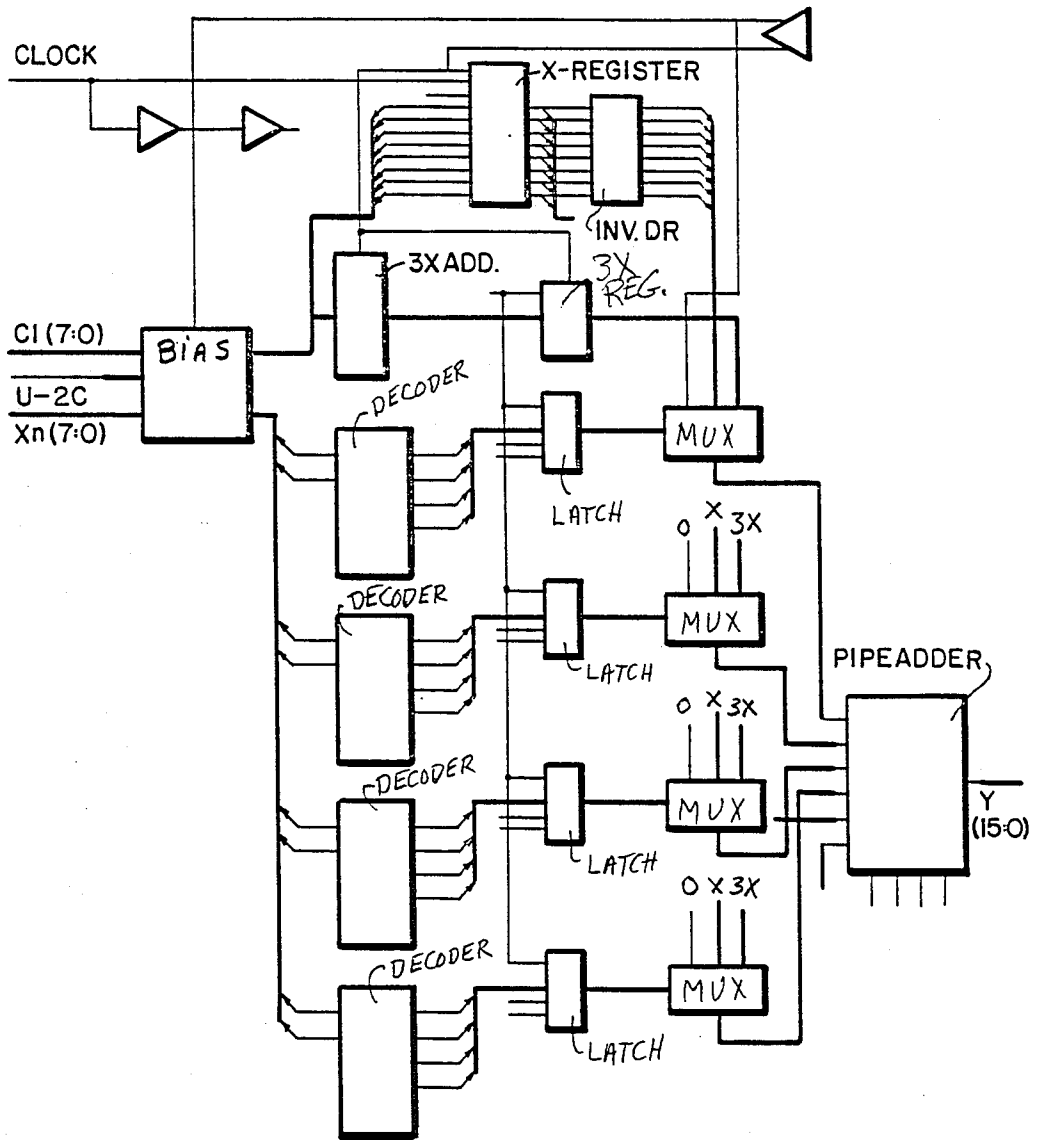 CLOCK
X-REGISTER
INV. DR
3X ADD.
3X
REG.
C1 (7:0)
BIAS
U-2C
Xn (7:0)
DECODER
MUX
LATCH
0 X 3X
DECODER
MUX
LATCH
PIPEADDER
0 X 3X
DECODER
MUX
Y
(15:0)
LATCH
0 X 3X
DECODER
MUX
LATCH